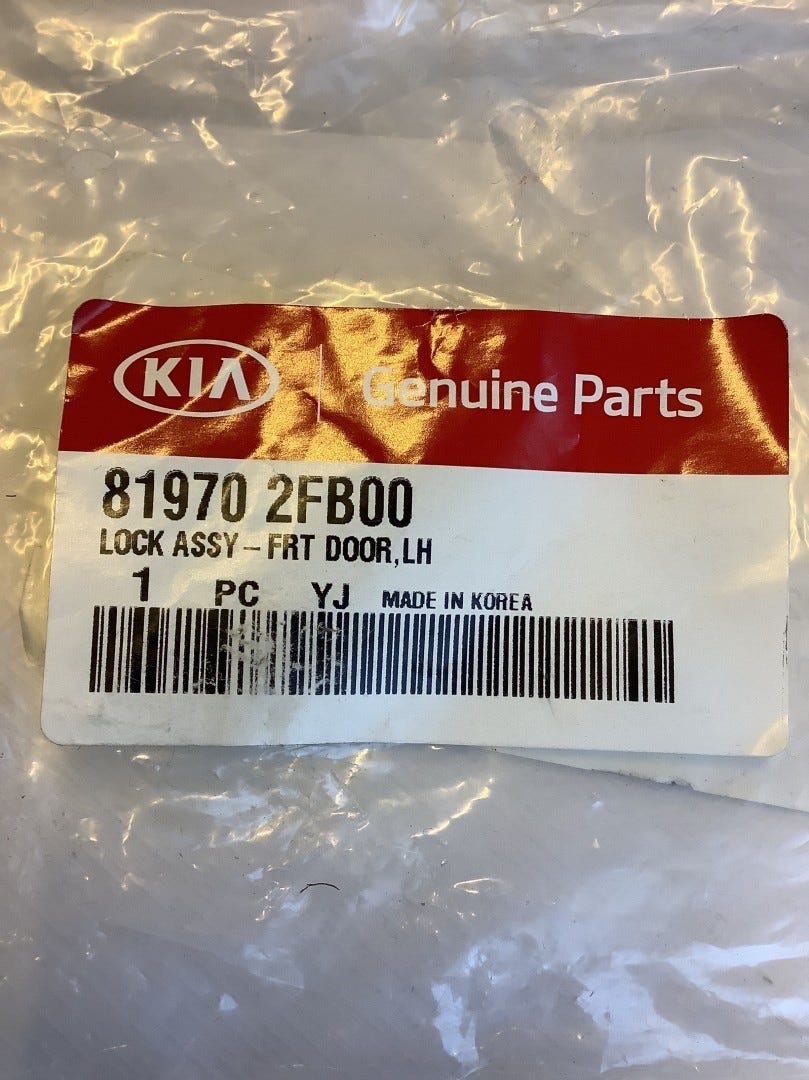 KIA Genuine Parts
81970 2FB00
LOCK ASSY-FRT DOOR,LH
1 PC YJ MADE IN KOREA